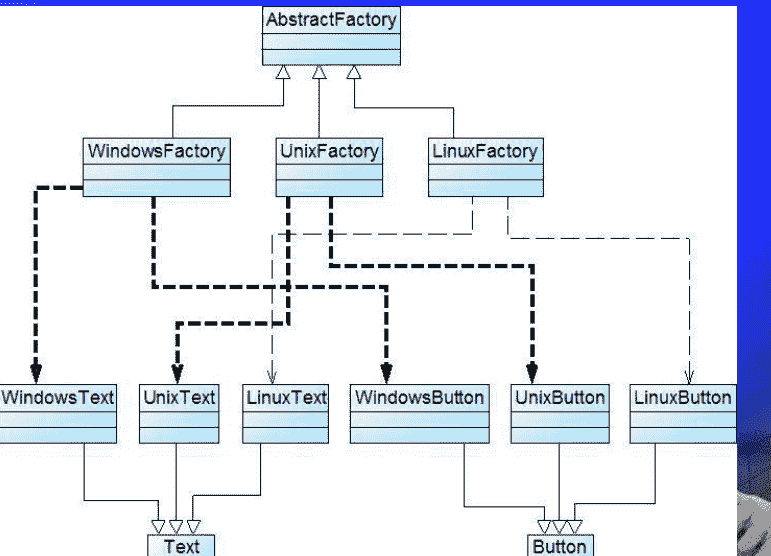 AbstractFactory
WindowsFactory
UnixFactory
LinuxFactory
WindowsText
UnixText
LinuxText
WindowsButton
UnixButton
LinuxButton
Text
Button